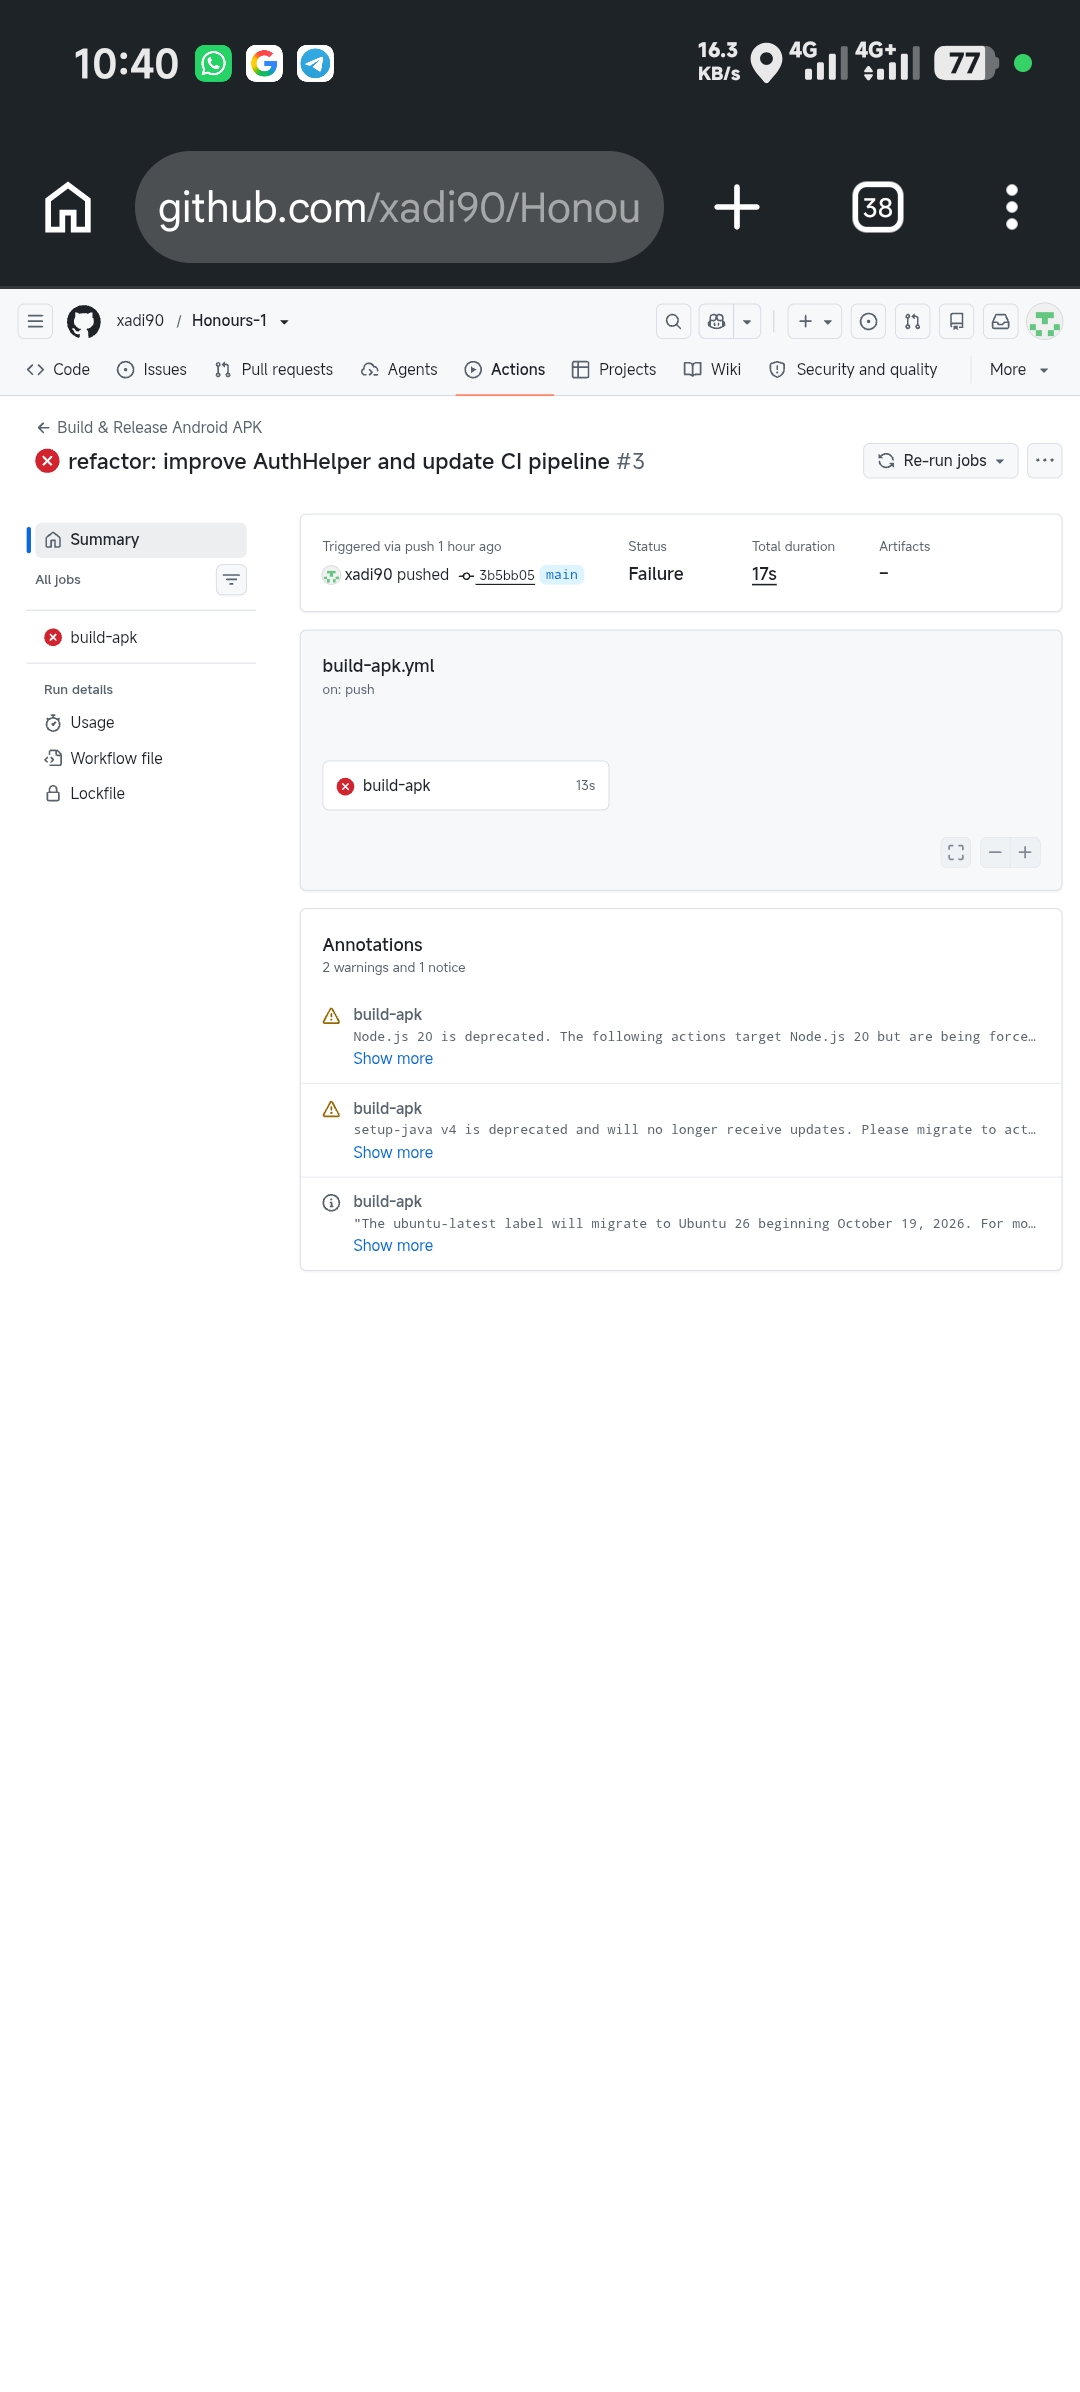 10:40
16.3 KB/s 4G 4G+ 77
github.com/xadi90/Honou
38
xadi90 / Honours-1
Code Issues Pull requests Agents Actions Projects Wiki Security and quality More
Build & Release Android APK
refactor: improve AuthHelper and update CI pipeline #3
Re-run jobs
Summary
All jobs
build-apk
Run details
Usage
Workflow file
Lockfile
Triggered via push 1 hour ago
xadi90 pushed 3b5bb05 main
Status
Failure
Total duration
17s
Artifacts
–
build-apk.yml
on: push
build-apk 13s
Annotations
2 warnings and 1 notice
build-apk
Node.js 20 is deprecated. The following actions target Node.js 20 but are being force…
Show more
build-apk
setup-java v4 is deprecated and will no longer receive updates. Please migrate to act…
Show more
build-apk
"The ubuntu-latest label will migrate to Ubuntu 26 beginning October 19, 2026. For mo…
Show more